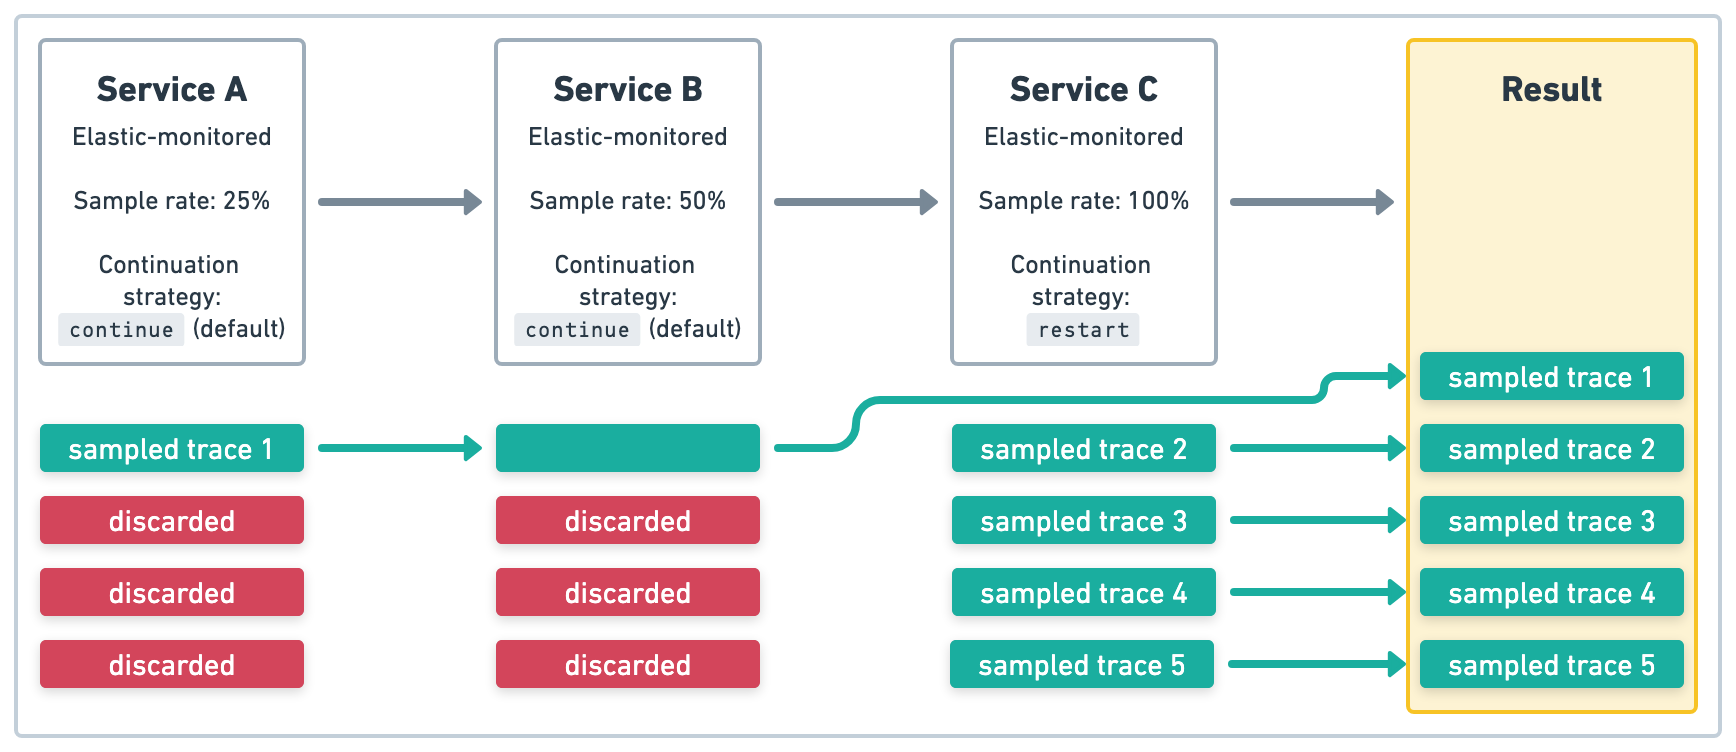 Service A
Elastic-monitored
Sample rate: 25%
Continuation
strategy:
continue (default)
Service B
Elastic-monitored
Sample rate: 50%
Continuation
strategy:
continue (default)
Service C
Elastic-monitored
Sample rate: 100%
Continuation
strategy:
restart
Result
sampled trace 1
discarded
discarded
discarded
discarded
discarded
discarded
sampled trace 2
sampled trace 3
sampled trace 4
sampled trace 5
sampled trace 1
sampled trace 2
sampled trace 3
sampled trace 4
sampled trace 5